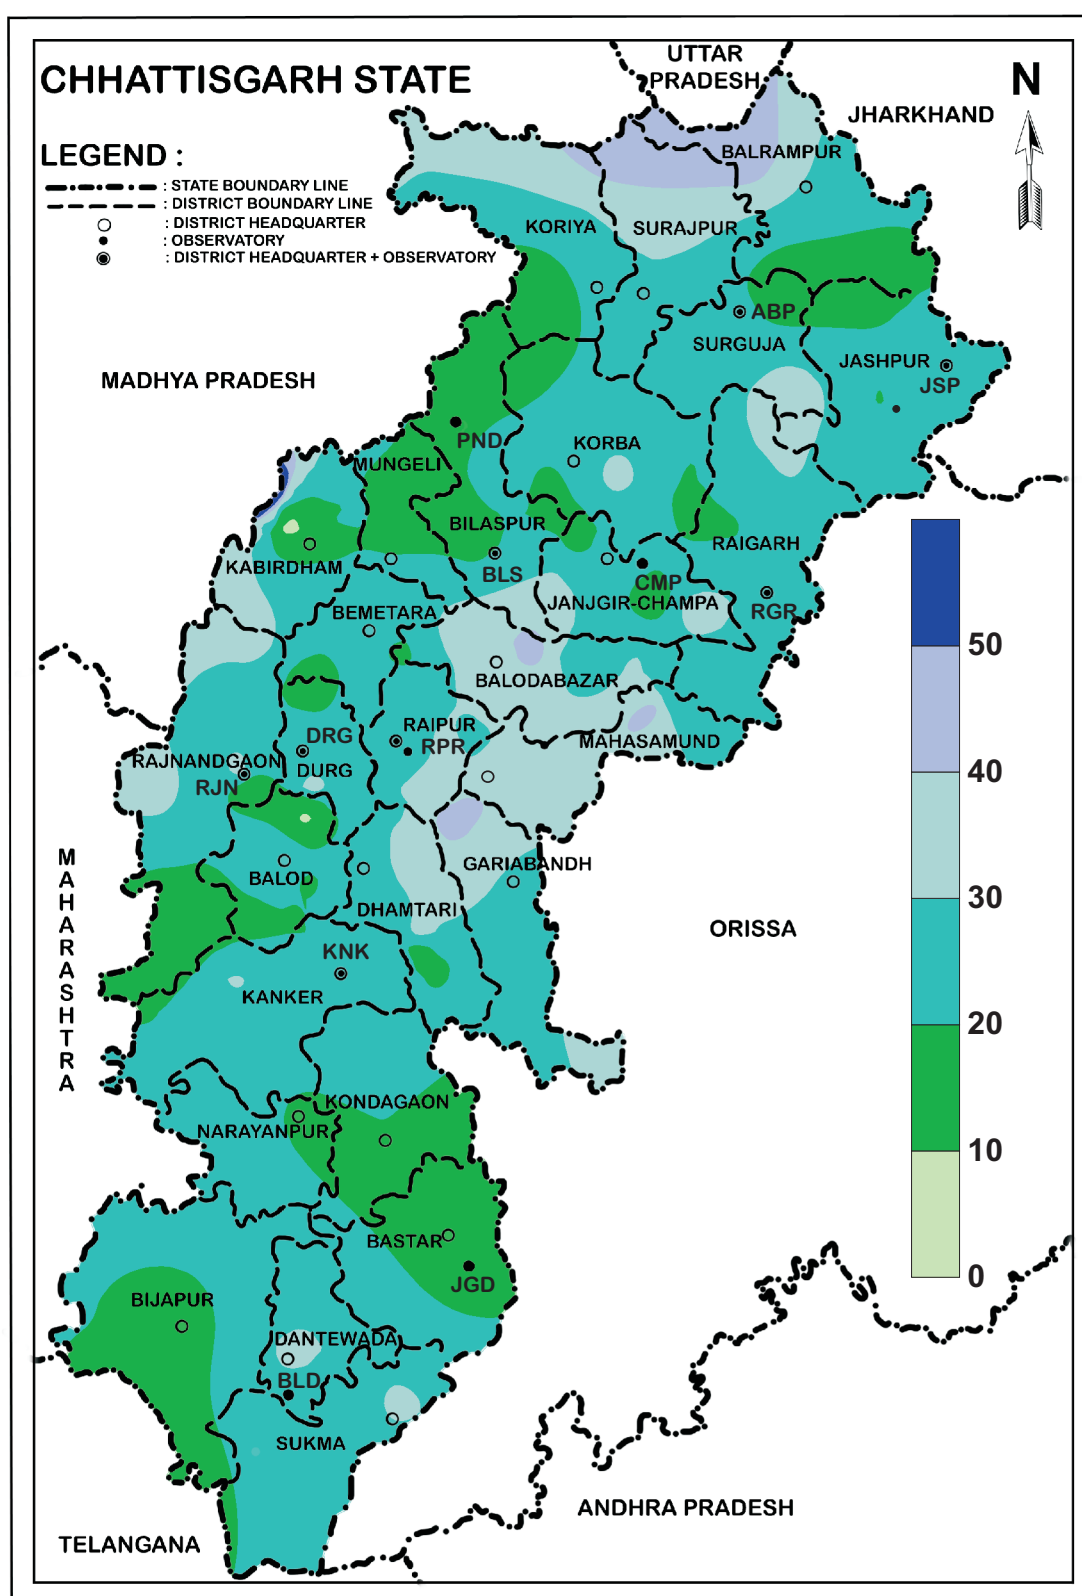 CHHATTISGARH STATE
UTTAR
PRADESH
N
JHARKHAND
LEGEND :
: STATE BOUNDARY LINE
: DISTRICT BOUNDARY LINE
: DISTRICT HEADQUARTER
: OBSERVATORY
: DISTRICT HEADQUARTER + OBSERVATORY
BALRAMPUR
KORIYA
SURAJPUR
ABP
SURGUJA
JASHPUR
JSP
MADHYA PRADESH
PND
KORBA
MUNGELI
BILASPUR
RAIGARH
KABIRDHAM
BLS
CMP
JANJGIR-CHAMPA
RGR
BEMETARA
BALODABAZAR
RAIPUR
RPR
DRG
DURG
MAHASAMUND
RAJNANDGAON
RJN
GARIABANDH
BALOD
DHAMTARI
MAHARASHTRA
ORISSA
KNK
KANKER
KONDAGAON
NARAYANPUR
BASTAR
JGD
BIJAPUR
DANTEWADA
BLD
SUKMA
ANDHRA PRADESH
TELANGANA
50
40
30
20
10
0